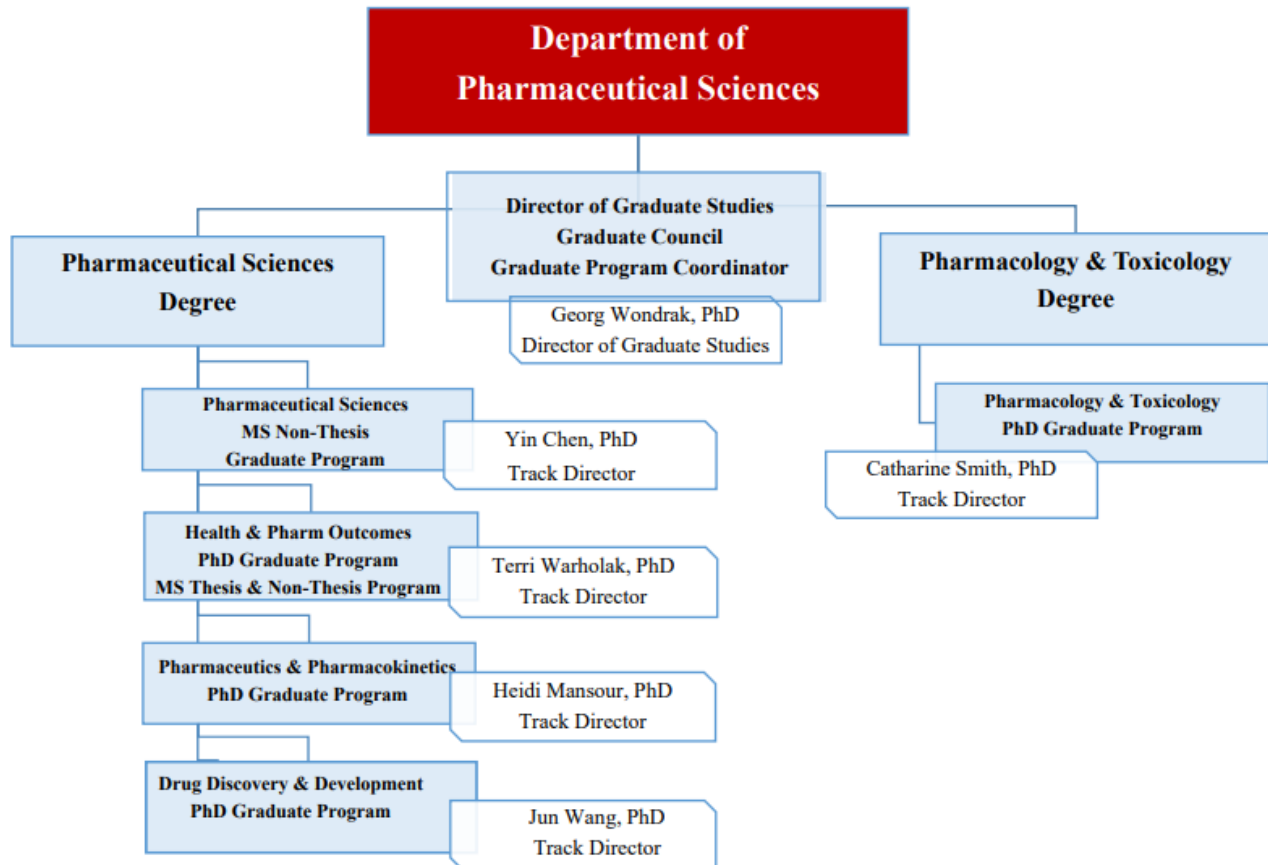 Department of
Pharmaceutical Sciences
Director of Graduate Studies
Graduate Council
Graduate Program Coordinator
Georg Wondrak, PhD
Director of Graduate Studies
Pharmaceutical Sciences
Degree
Pharmaceutical Sciences
MS Non-Thesis
Graduate Program
Yin Chen, PhD
Track Director
Health & Pharm Outcomes
PhD Graduate Program
MS Thesis & Non-Thesis Program
Terri Warholak, PhD
Track Director
Pharmaceutics & Pharmacokinetics
PhD Graduate Program
Heidi Mansour, PhD
Track Director
Drug Discovery & Development
PhD Graduate Program
Jun Wang, PhD
Track Director
Pharmacology & Toxicology
Degree
Pharmacology & Toxicology
PhD Graduate Program
Catharine Smith, PhD
Track Director